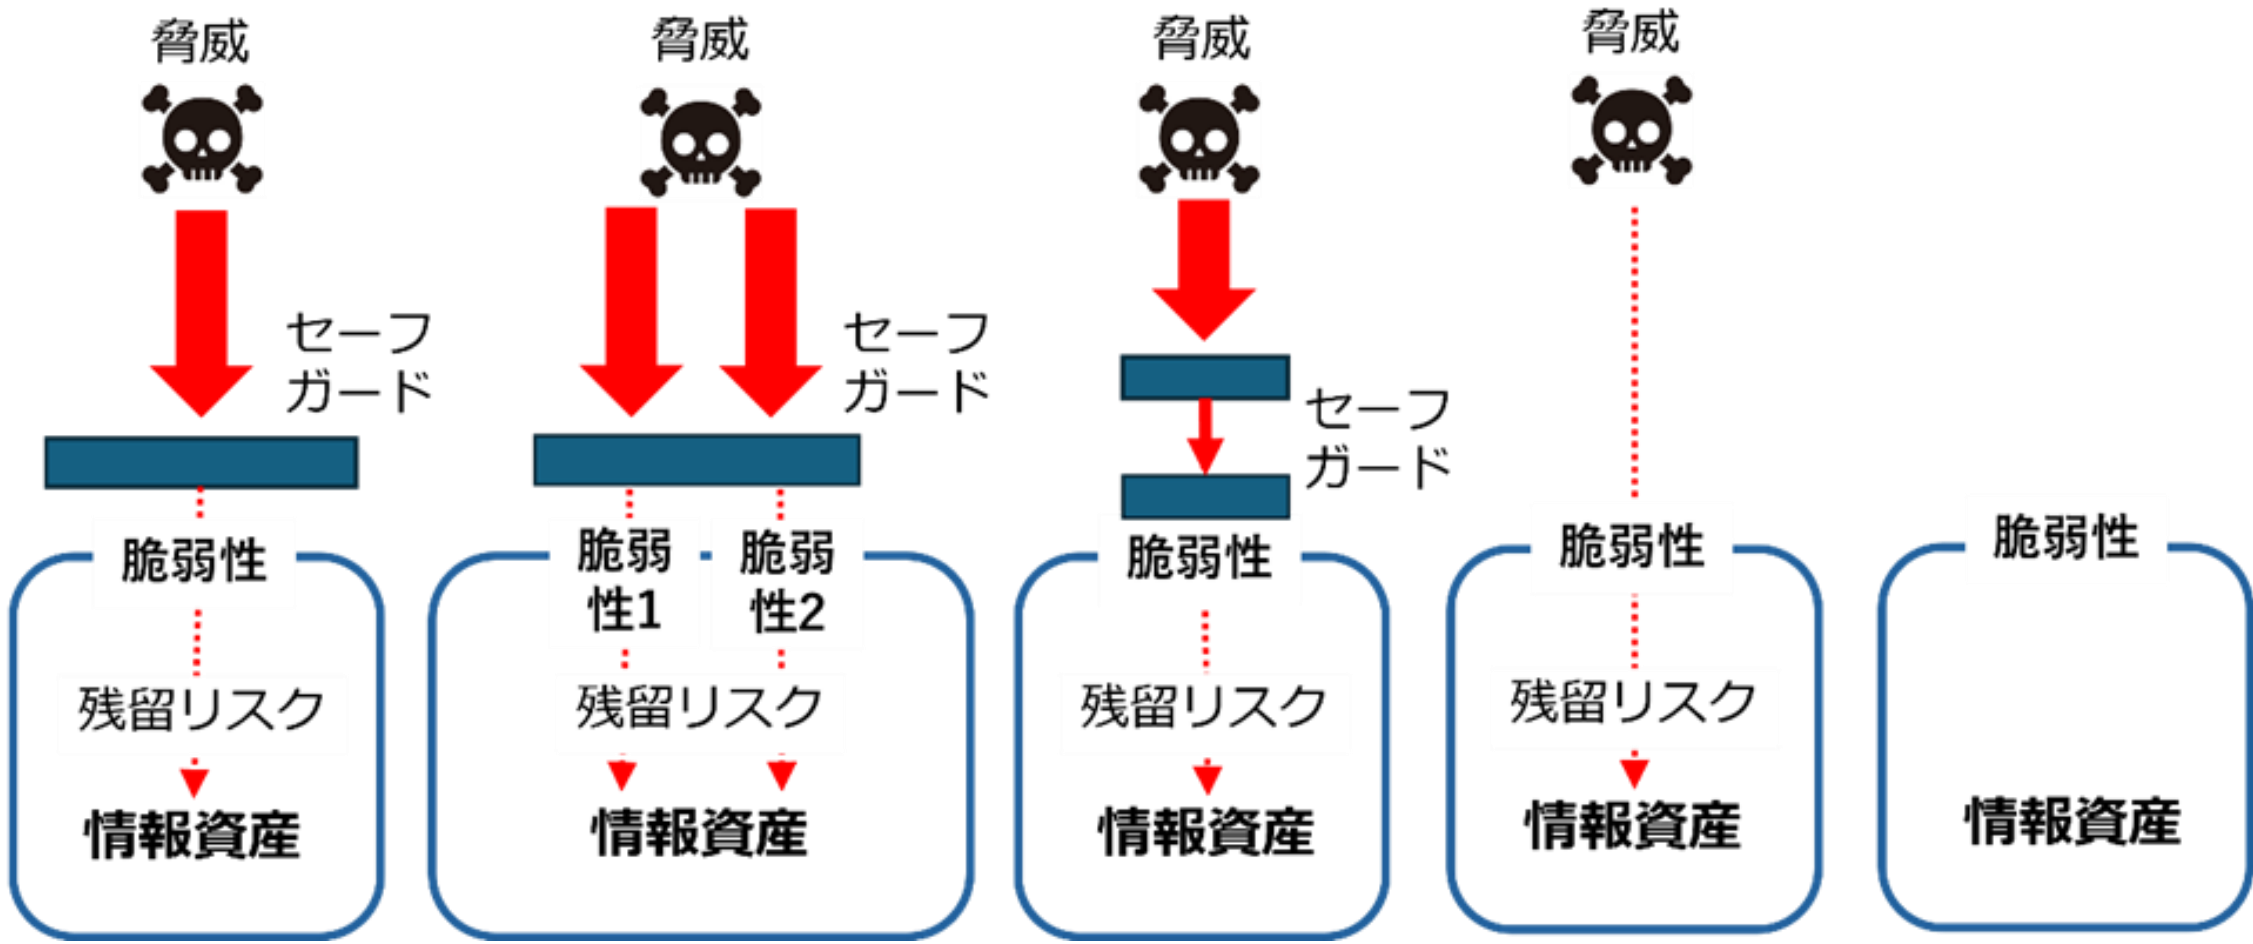 脅威
セーフ
ガード
脆弱性
残留リスク
情報資産
脅威
セーフ
ガード
脆弱
性1
脆弱
性2
残留リスク
情報資産
脅威
セーフ
ガード
脆弱性
残留リスク
情報資産
脅威
脆弱性
残留リスク
情報資産
脆弱性
情報資産